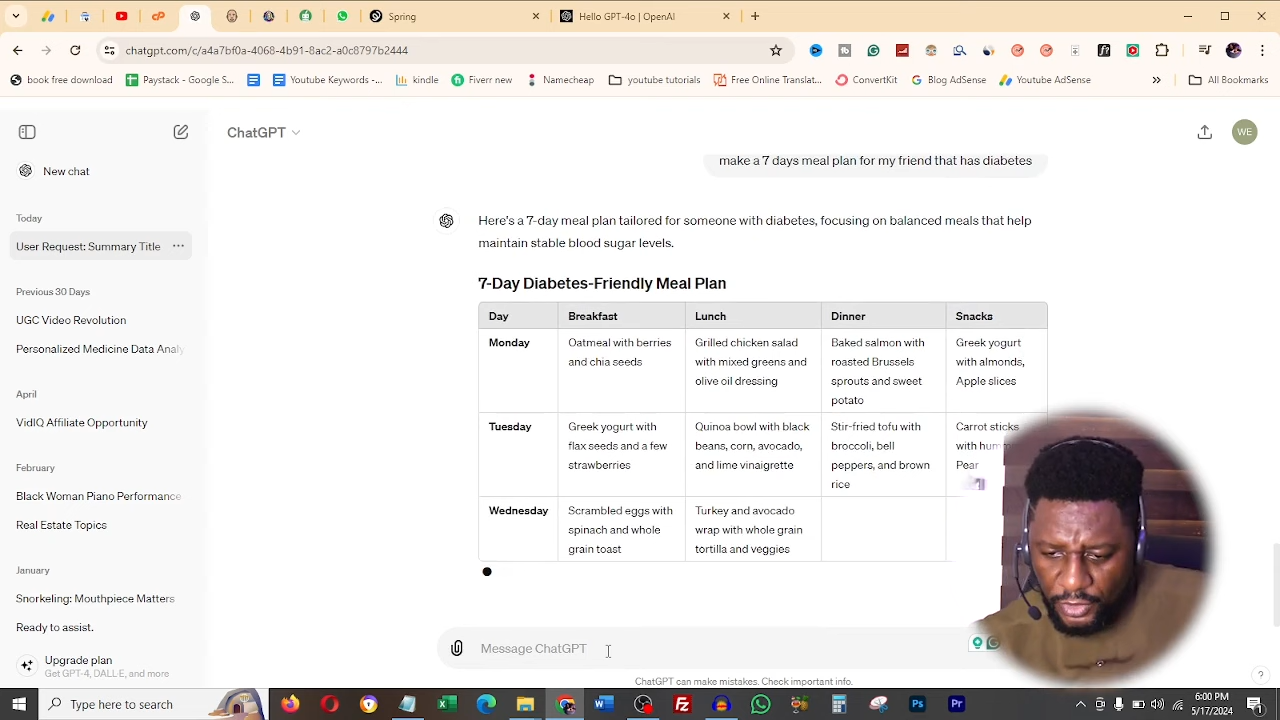 Spring
Hello GPT-4o | OpenAI
chatgpt.com/c/a4a7bf0a-4068-4b91-8ac2-a0c8797b2444
book free download
Paystack - Google S...
Youtube Keywords -...
kindle
Fiverr new
Namecheap
youtube tutorials
Free Online Translat...
ConvertKit
Blog AdSense
Youtube AdSense
All Bookmarks
ChatGPT
WE
New chat
Today
User Request: Summary Title
Previous 30 Days
UGC Video Revolution
Personalized Medicine Data Analy
April
VidIQ Affiliate Opportunity
February
Black Woman Piano Performance
Real Estate Topics
January
Snorkeling: Mouthpiece Matters
Ready to assist.
Upgrade plan
Get GPT-4, DALL·E, and more
make a 7 days meal plan for my friend that has diabetes
Here's a 7-day meal plan tailored for someone with diabetes, focusing on balanced meals that help
maintain stable blood sugar levels.
7-Day Diabetes-Friendly Meal Plan
Day Breakfast Lunch Dinner Snacks
Monday
Oatmeal with berries
and chia seeds
Grilled chicken salad
with mixed greens and
olive oil dressing
Baked salmon with
roasted Brussels
sprouts and sweet
potato
Greek yogurt
with almonds,
Apple slices
Tuesday
Greek yogurt with
flax seeds and a few
strawberries
Quinoa bowl with black
beans, corn, avocado,
and lime vinaigrette
Stir-fried tofu with
broccoli, bell
peppers, and brown
rice
Carrot sticks
with hum
Pear
Wednesday
Scrambled eggs with
spinach and whole
grain toast
Turkey and avocado
wrap with whole grain
tortilla and veggies
Message ChatGPT
ChatGPT can make mistakes. Check important info.
?
Type here to search
Ps
Pr
6:00 PM
5/17/2024